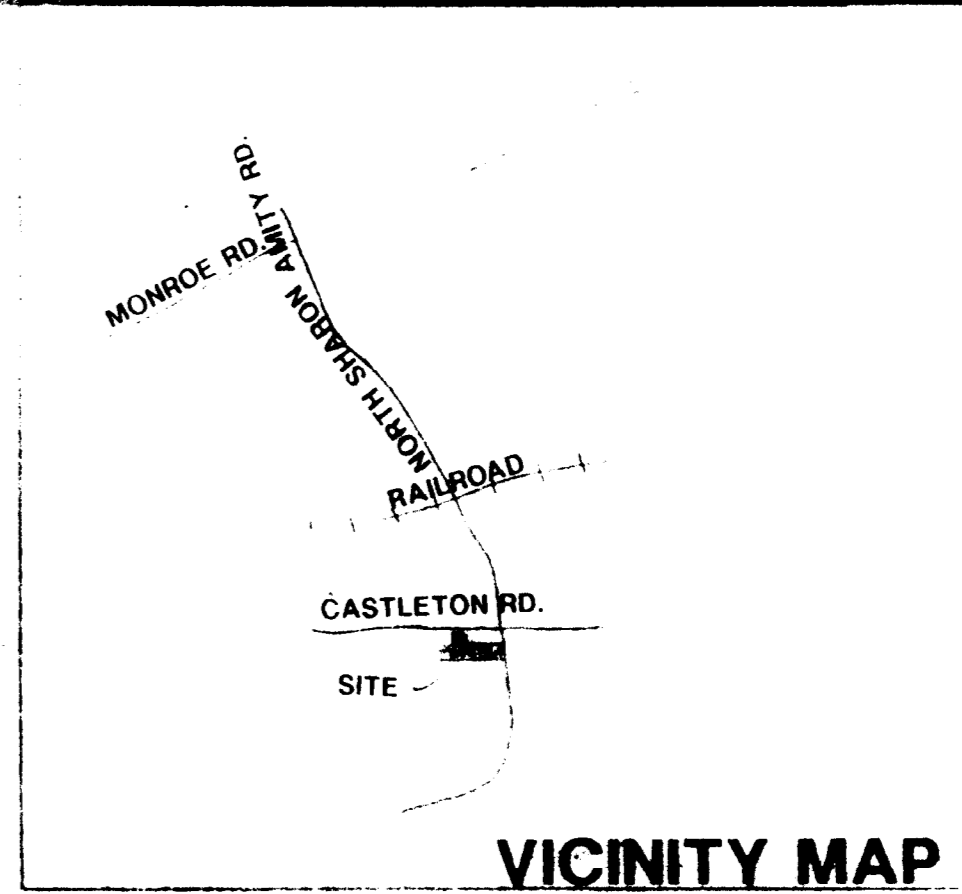 NORTH SHARON AMITY RD.
MONROE RD.
RAILROAD
CASTLETON RD.
SITE
VICINITY MAP